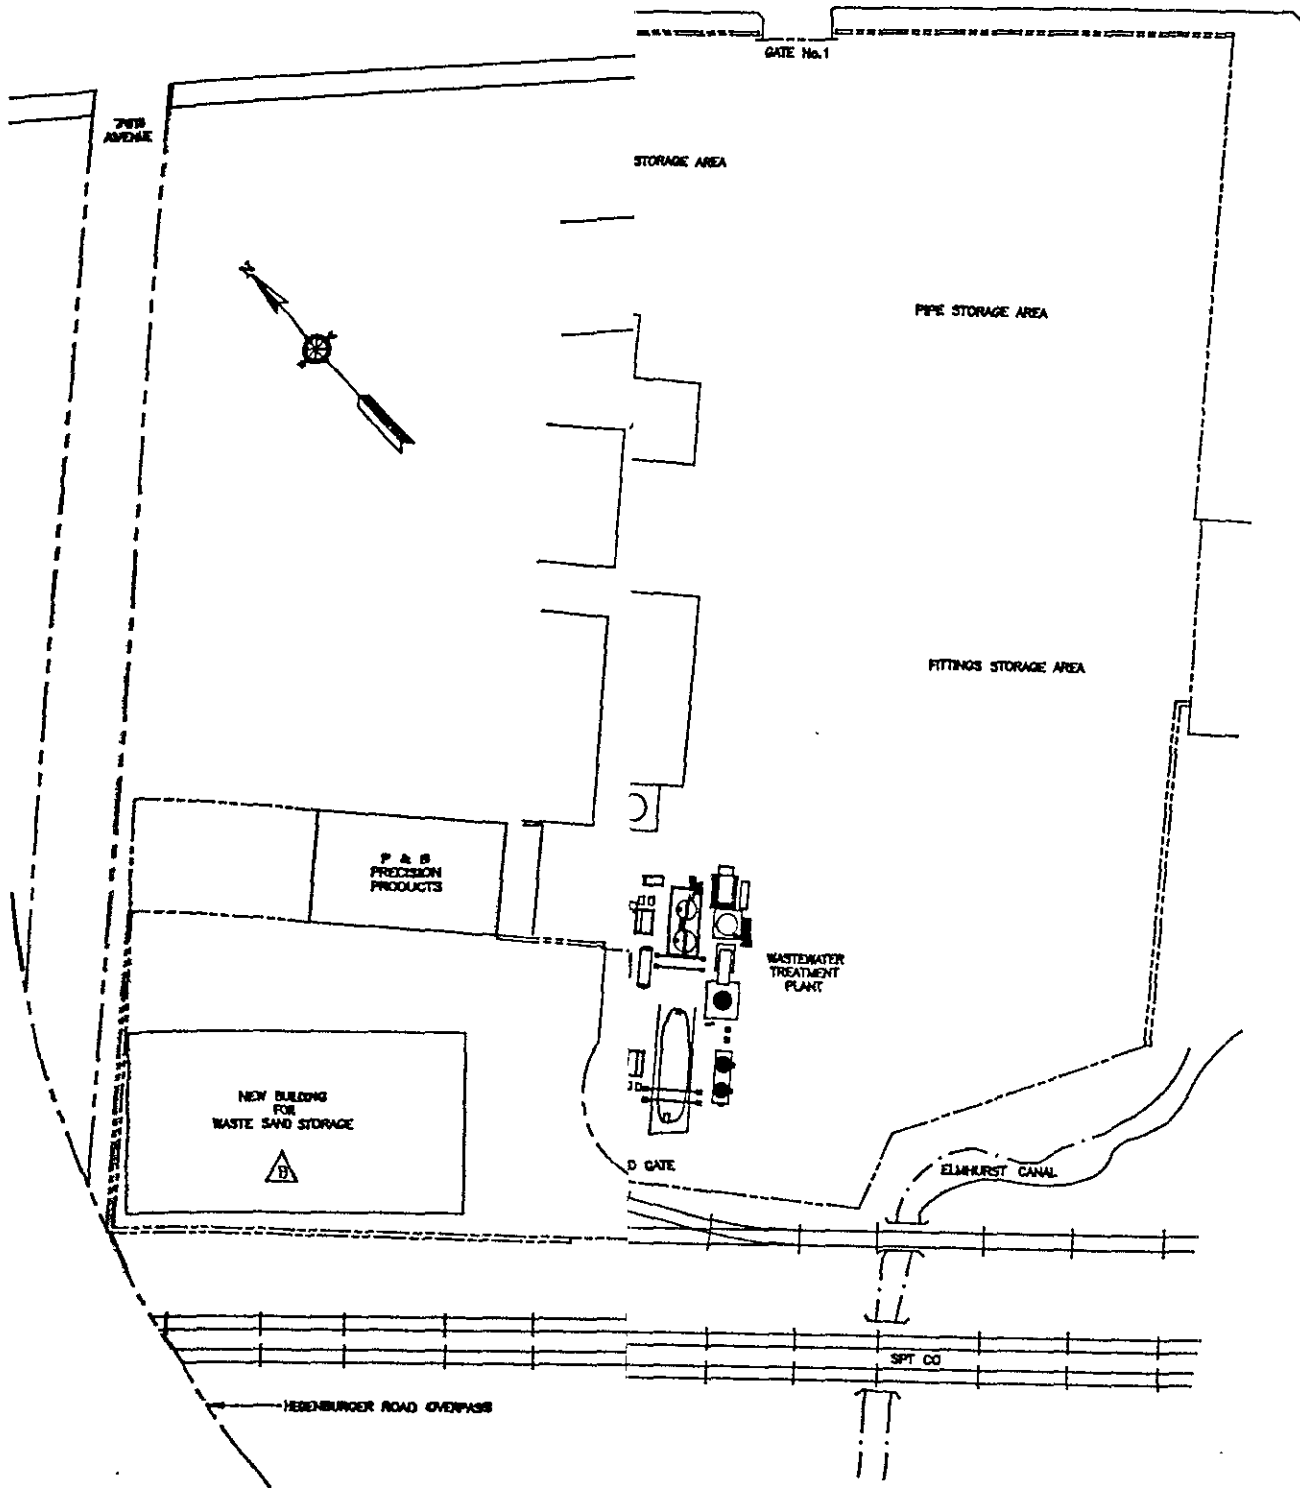 GATE No.1
AVENUE
STORAGE AREA
N
PIPE STORAGE AREA
FITTINGS STORAGE AREA
P & B
PRECISION
PRODUCTS
WASTEWATER
TREATMENT
PLANT
NEW BUILDING
FOR
WASTE SAND STORAGE
B
D GATE
ELMHURST CANAL
SPT CO
HEGENBURGER ROAD OVERPASS